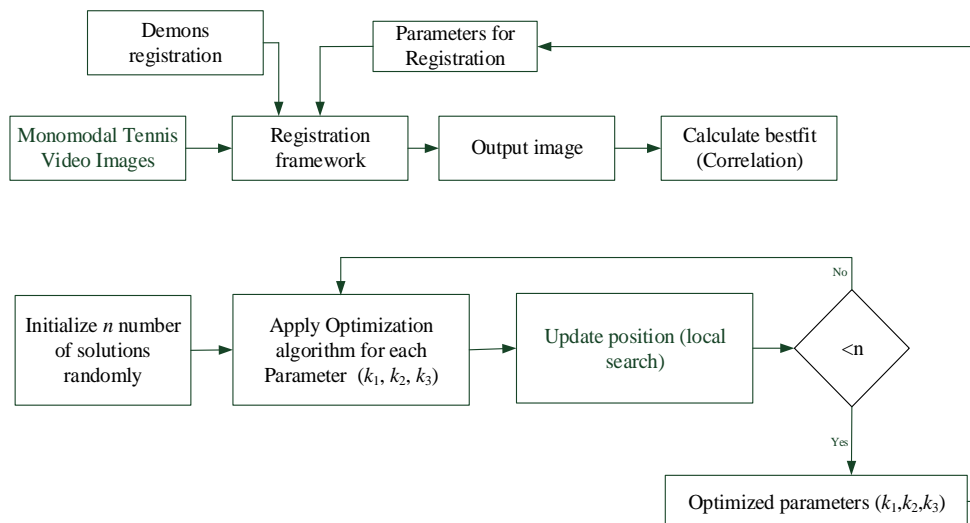 Demons
registration
Parameters for
Registration
Monomodal Tennis
Video Images
Registration
framework
Output image
Calculate bestfit
(Correlation)
No
Initialize n number
of solutions
randomly
Apply Optimization
algorithm for each
Parameter (k₁, k₂, k₃)
Update position (local
search)
<n
Yes
Optimized parameters (k₁,k₂,k₃)